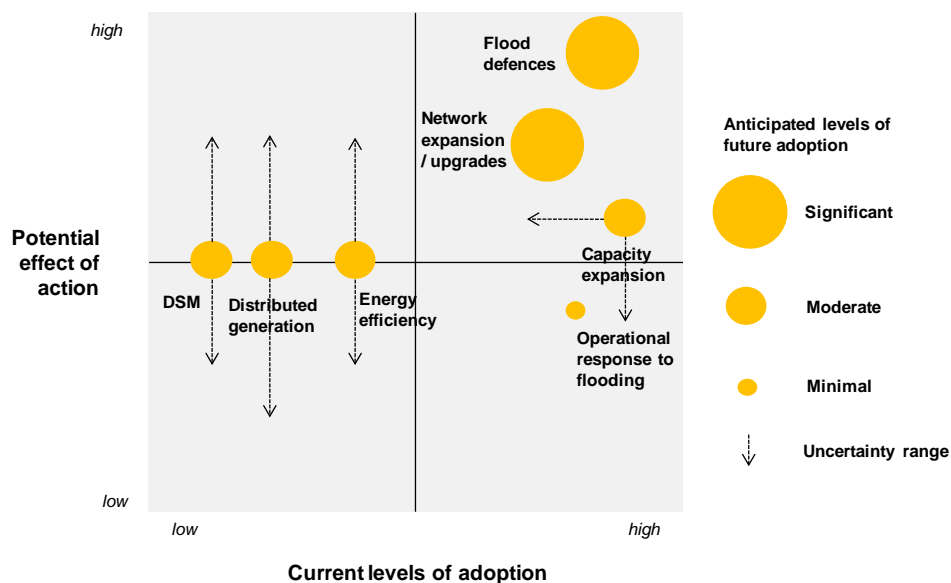 high
Flood
defences
Network
expansion
/ upgrades
Anticipated levels of
future adoption
Significant
Potential
effect of
action
Capacity
expansion
DSM
Distributed
generation
Energy
efficiency
Moderate
Operational
response to
flooding
Minimal
Uncertainty range
low
low
high
Current levels of adoption